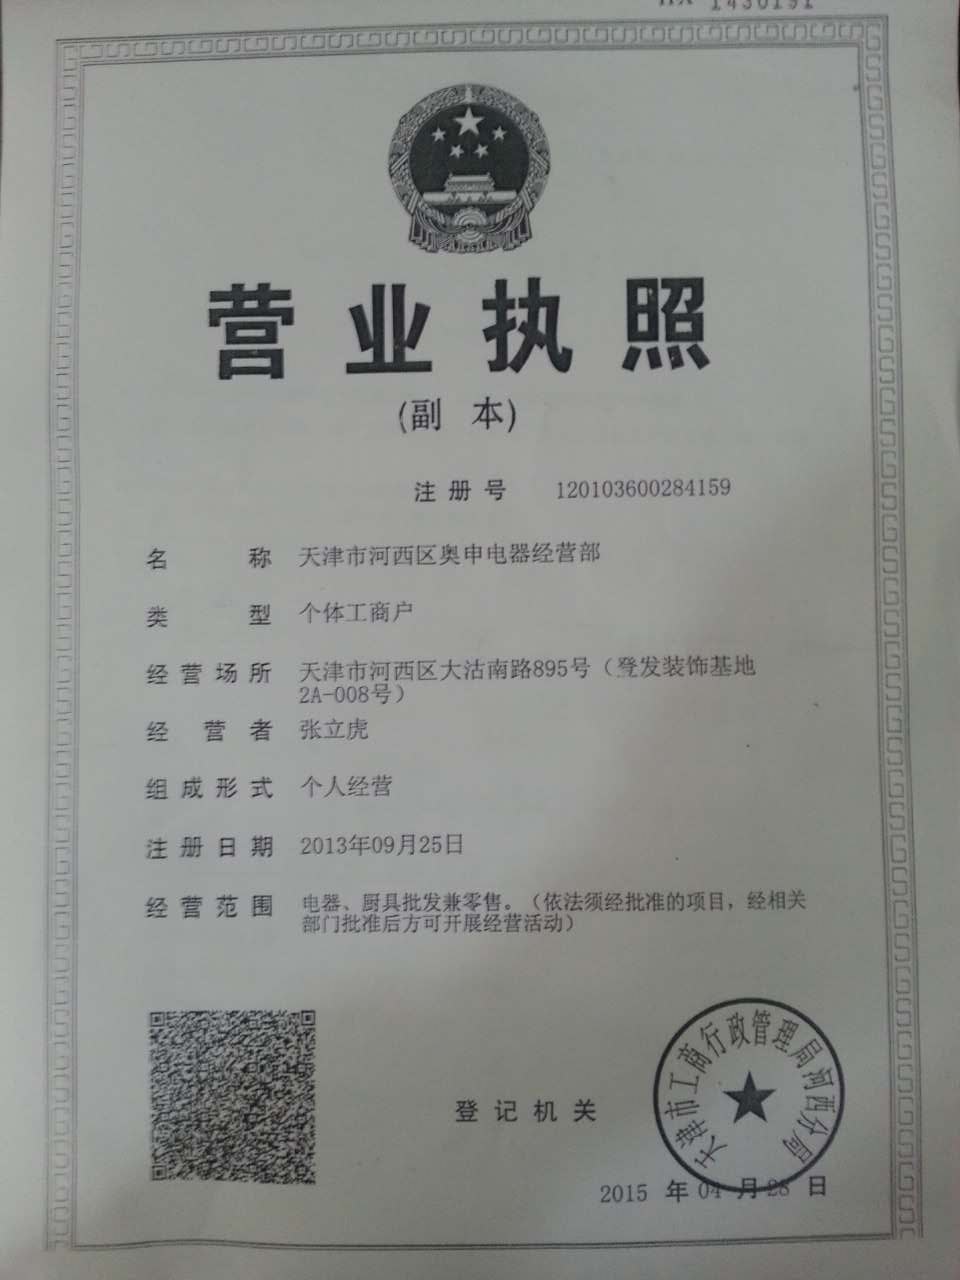 1430191
营业执照
(副 本)
注册号 120103600284159
名称 天津市河西区奥申电器经营部
类型 个体工商户
经营场所 天津市河西区大沽南路895号（凳发装饰基地
2A-008号）
经营者 张立虎
组成形式 个人经营
注册日期 2013年09月25日
经营范围 电器、厨具批发兼零售。（依法须经批准的项目，经相关
部门批准后方可开展经营活动）
天津市工商行政管理局河西分局
登记机关
2015 年 04 月 28 日